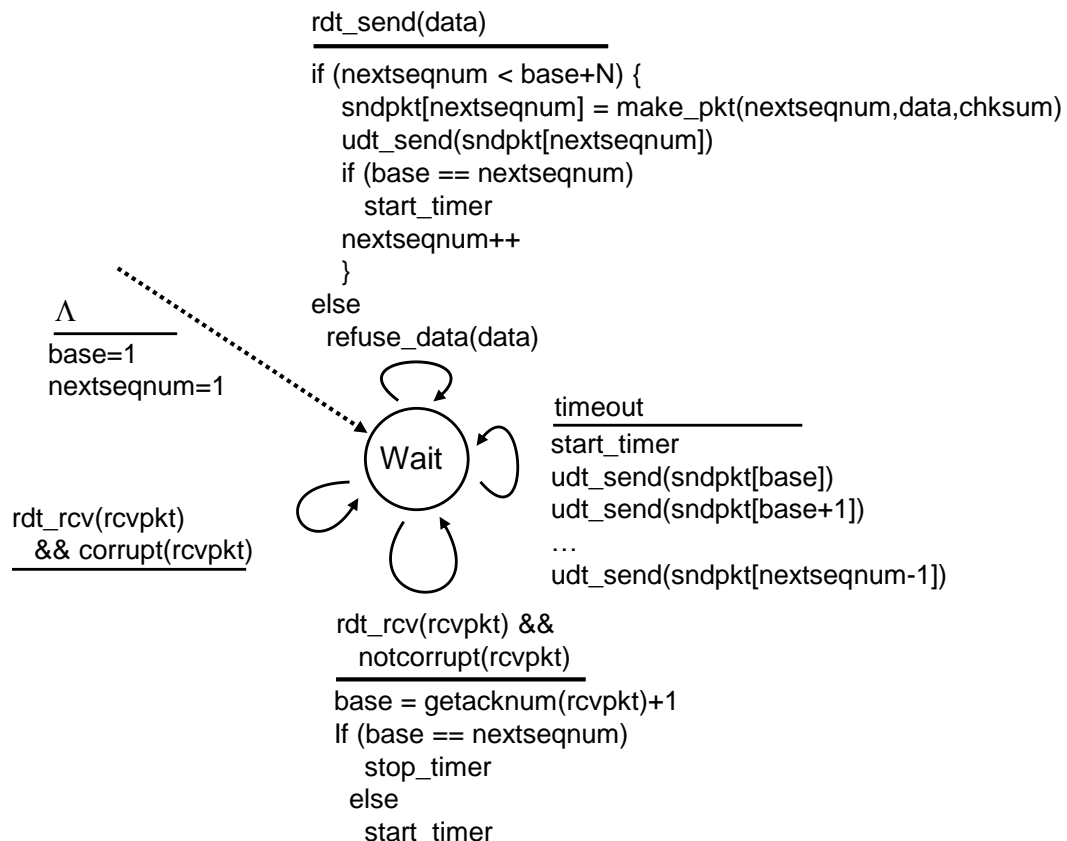 rdt_send(data)
if (nextseqnum < base+N) {
sndpkt[nextseqnum] = make_pkt(nextseqnum,data,chksum)
udt_send(sndpkt[nextseqnum])
if (base == nextseqnum)
start_timer
nextseqnum++
}
else
refuse_data(data)
Λ
base=1
nextseqnum=1
Wait
timeout
start_timer
udt_send(sndpkt[base])
udt_send(sndpkt[base+1])
…
udt_send(sndpkt[nextseqnum-1])
rdt_rcv(rcvpkt)
&& corrupt(rcvpkt)
rdt_rcv(rcvpkt) &&
notcorrupt(rcvpkt)
base = getacknum(rcvpkt)+1
If (base == nextseqnum)
stop_timer
else
start_timer